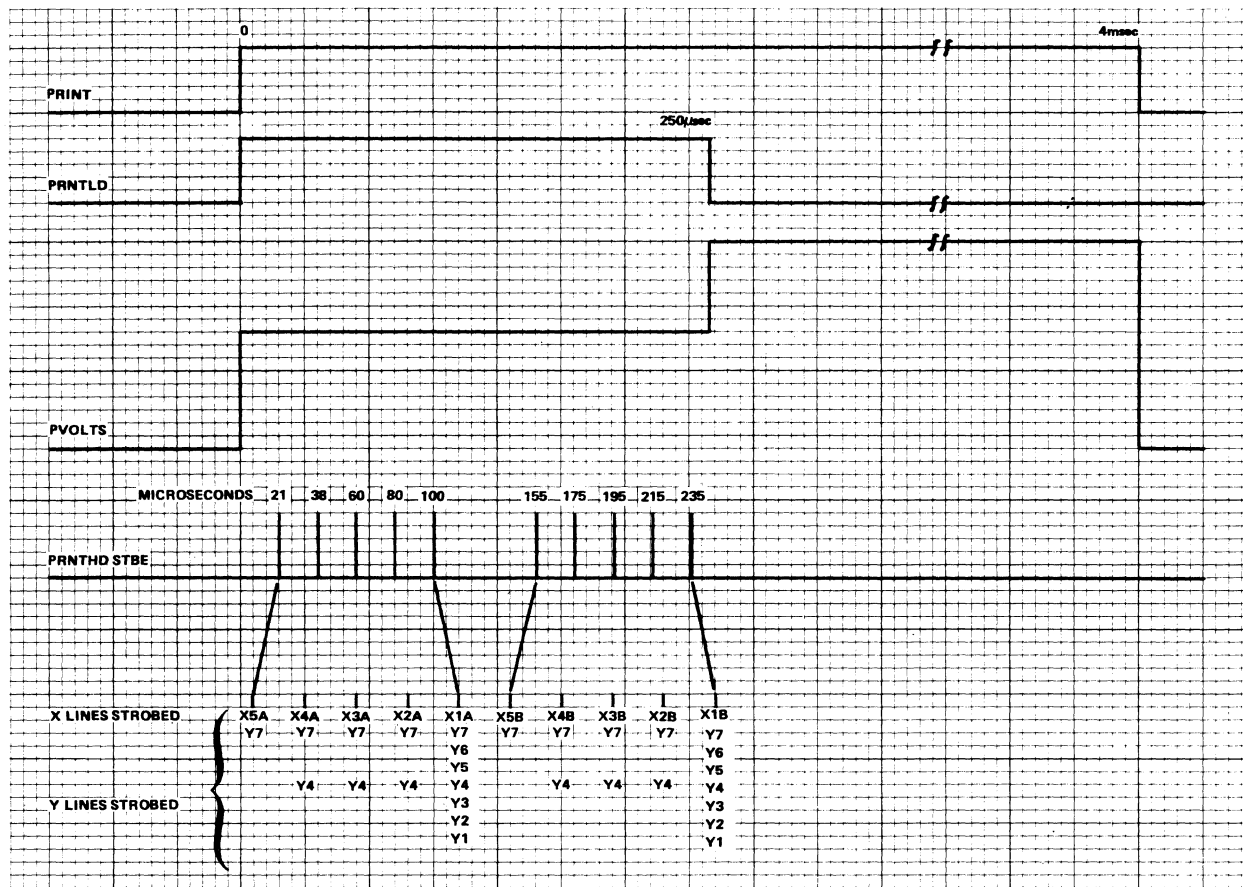 0
4msec
PRINT
250μsec
PRNTLD
PVOLTS
MICROSECONDS 21 38 60 80 100 155 175 195 215 235
PRNTHD STBE
X LINES STROBED X5A X4A X3A X2A X1A X5B X4B X3B X2B X1B
Y7 Y7 Y7 Y7 Y7 Y7 Y7 Y7 Y7 Y7
Y6 Y6
Y5 Y5
Y4 Y4 Y4 Y4 Y4 Y4 Y4 Y4
Y LINES STROBED Y3 Y3
Y2 Y2
Y1 Y1